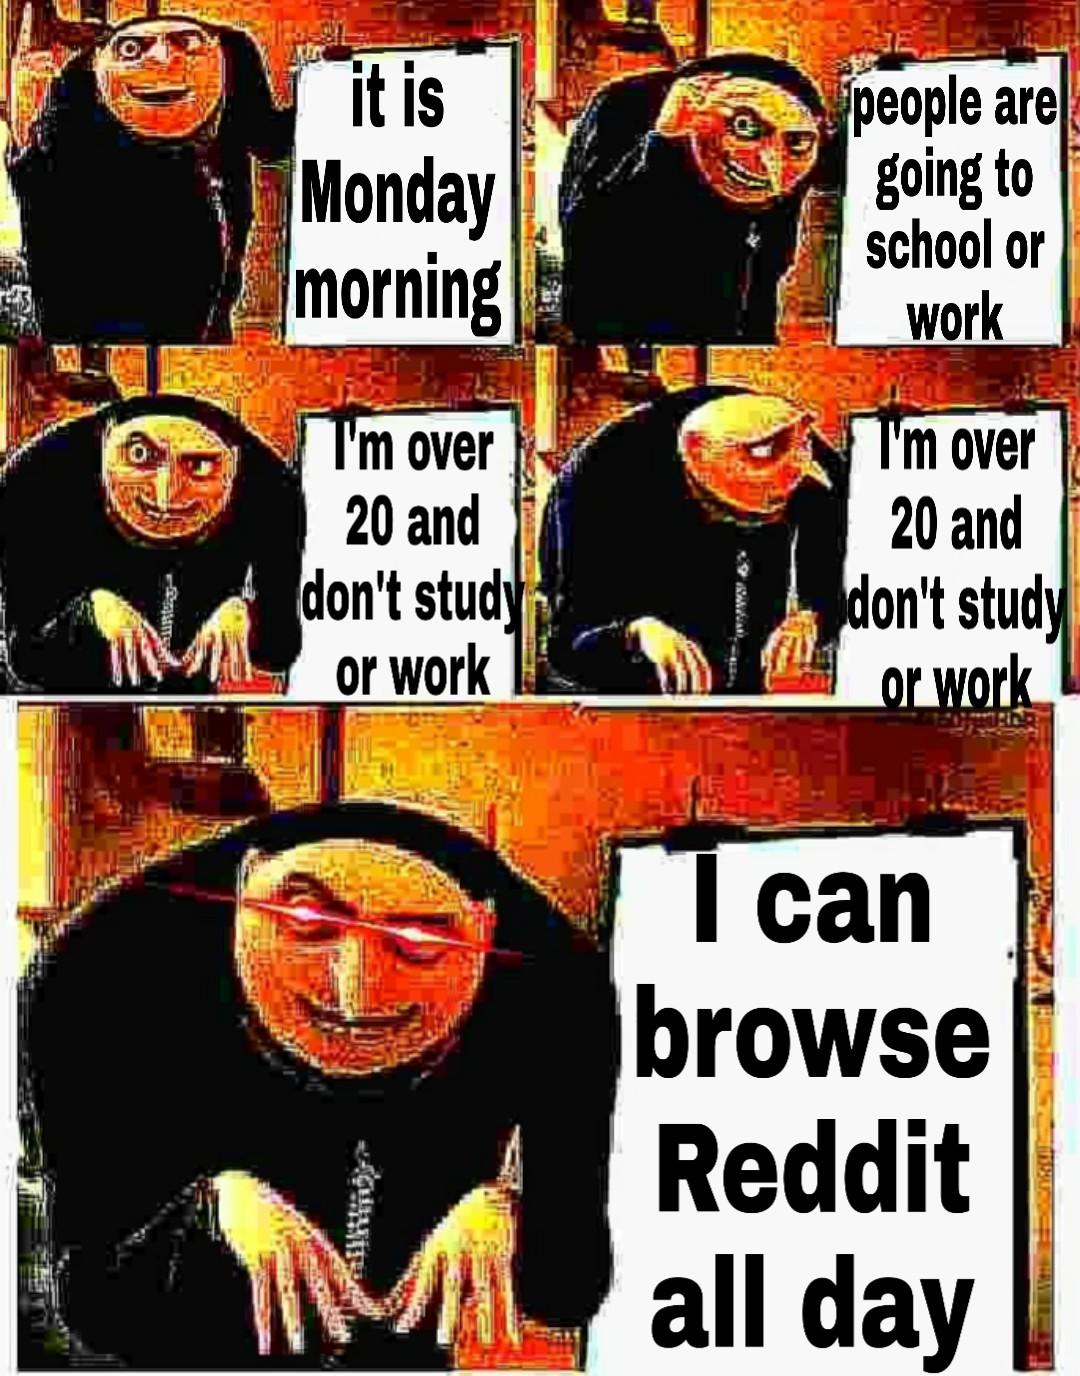 it is
Monday
morning
people are
going to
school or
work
I'm over
20 and
don't study
or work
I'm over
20 and
don't study
or work
I can
browse
Reddit
all day